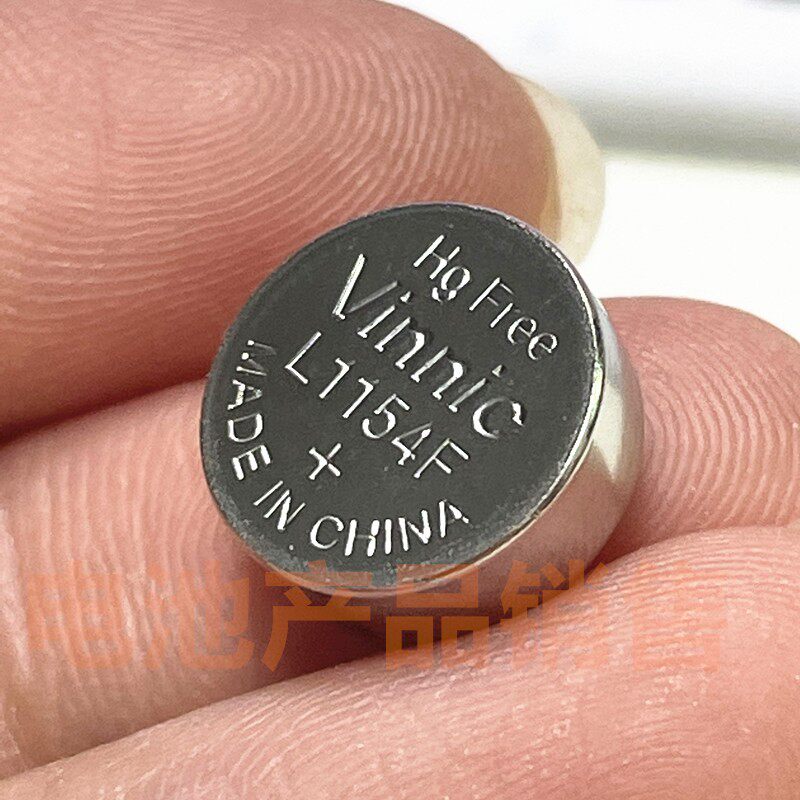 Hg Free
Vinnic
L1154F
+
MADE IN CHINA
电池产品销售